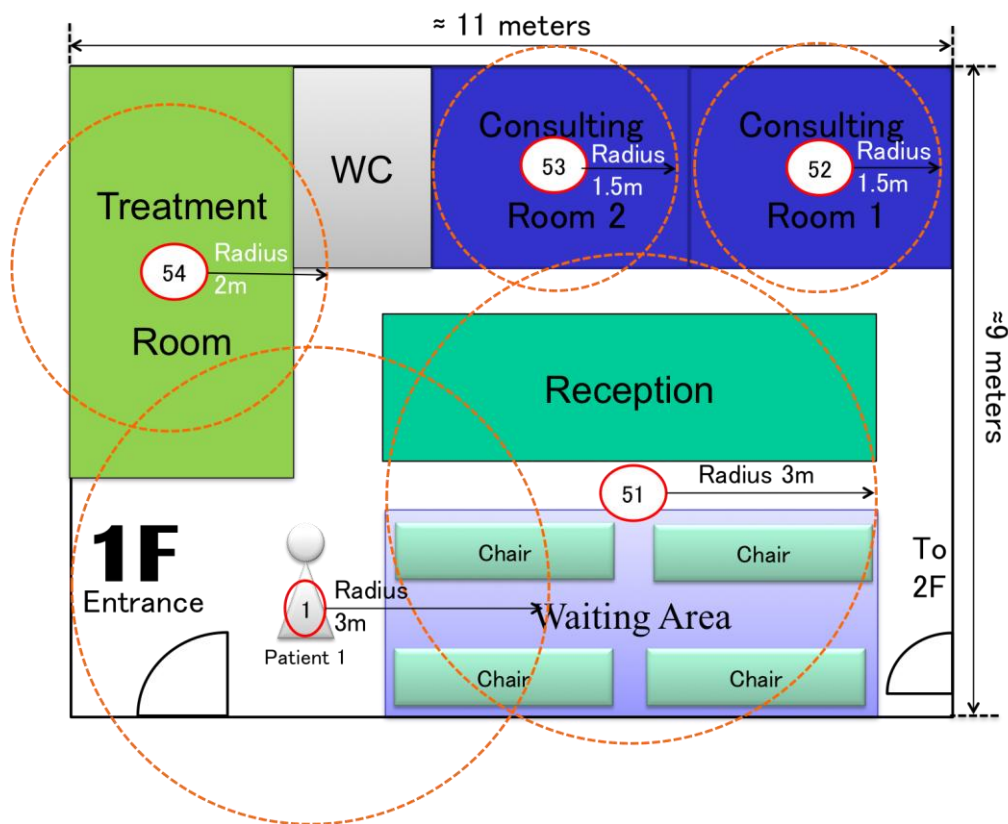 ≈ 11 meters
Consulting
Room 2
53
Radius
1.5m
Consulting
Room 1
52
Radius
1.5m
WC
Treatment
Room
54
Radius
2m
≈9 meters
Reception
51
Radius 3m
1F
Entrance
1
Radius
3m
Patient 1
Chair
Chair
Waiting Area
Chair
Chair
To
2F